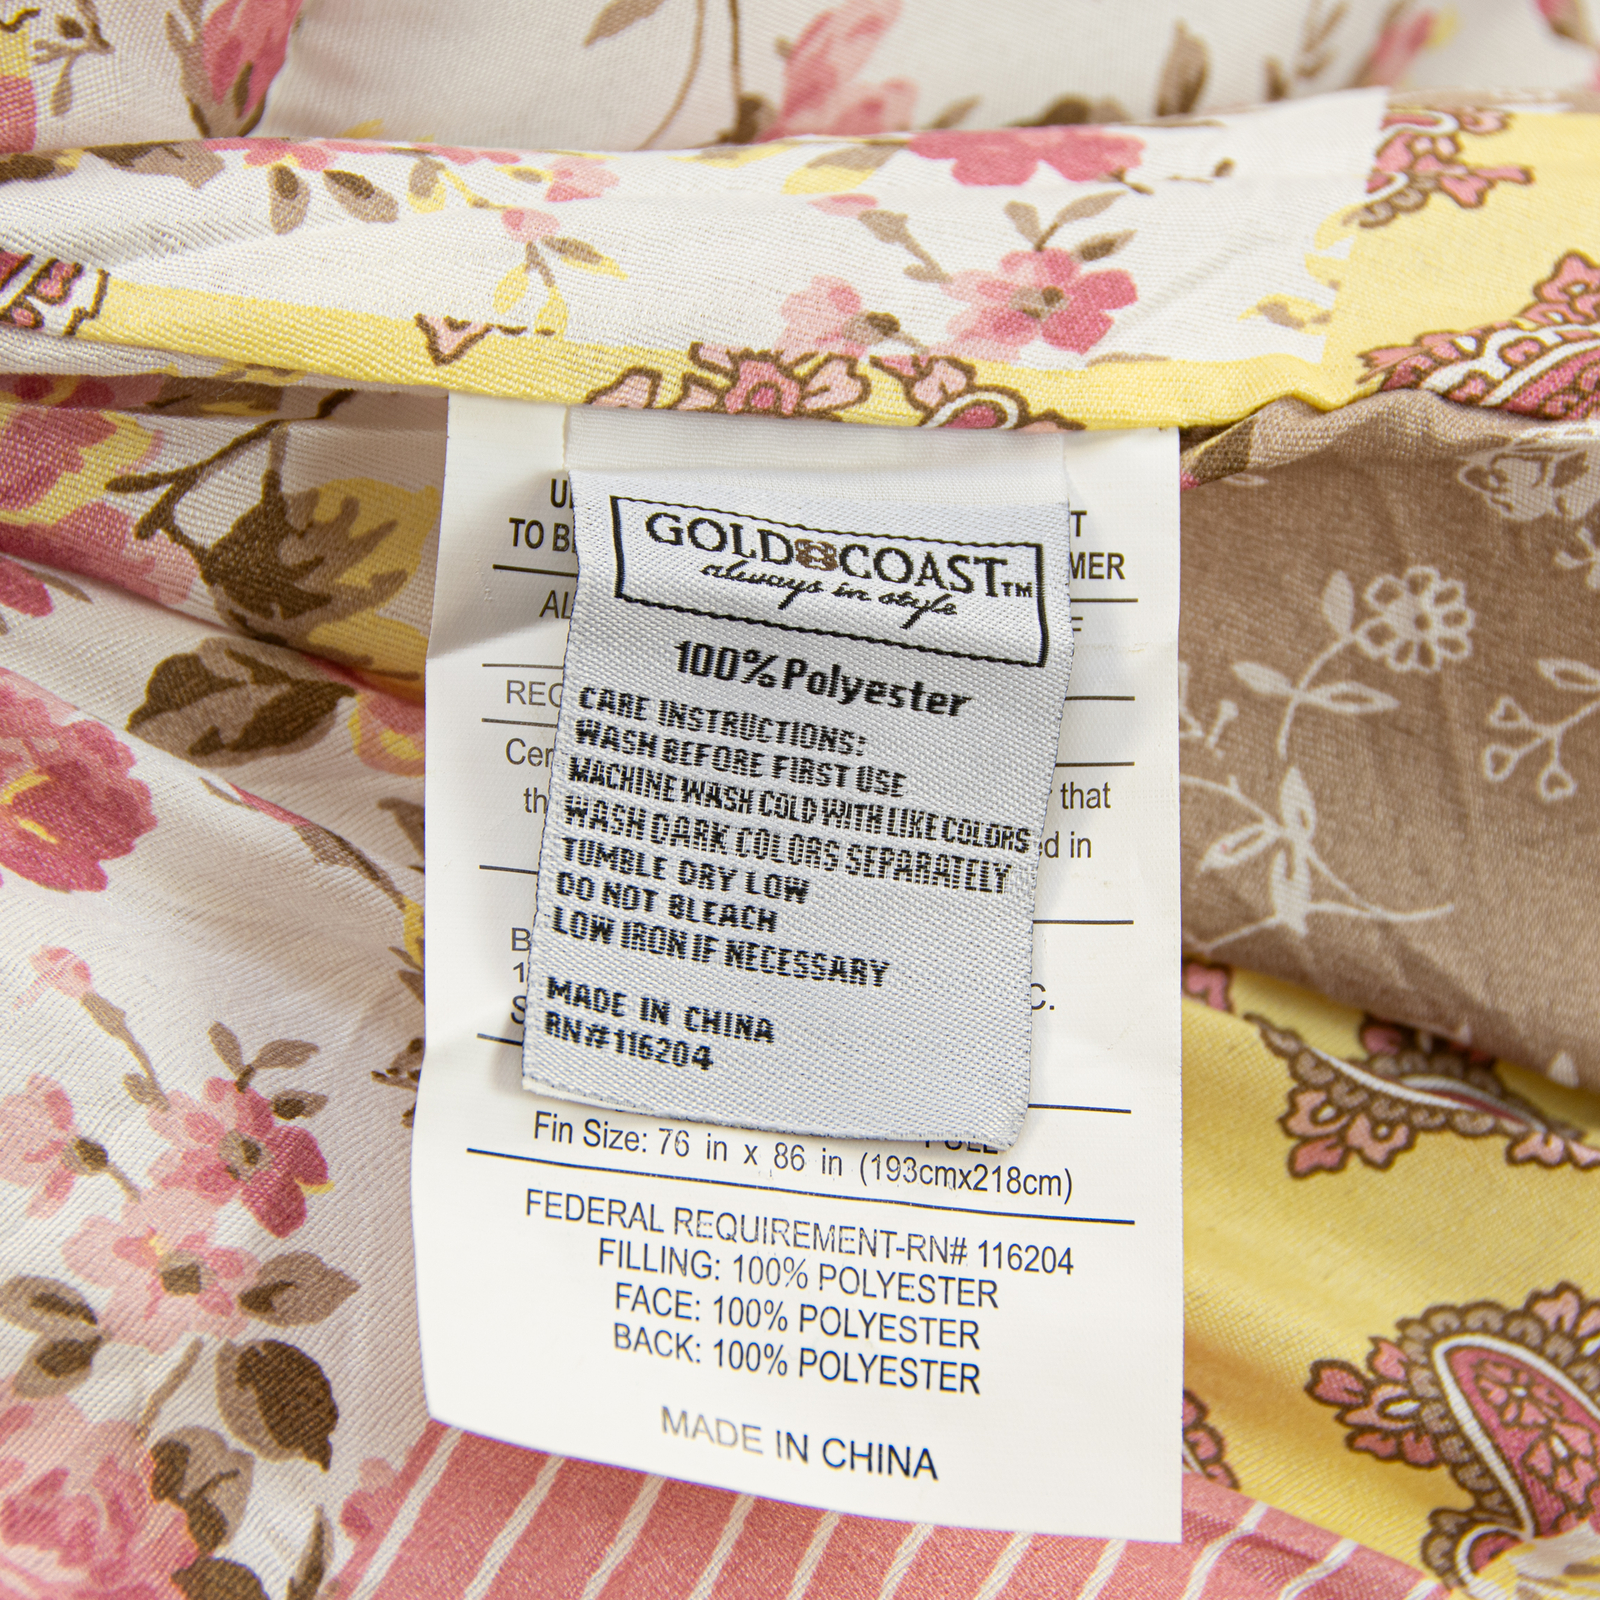 GOLD COAST™
always in style
100% Polyester
CARE INSTRUCTIONS:
WASH BEFORE FIRST USE
MACHINE WASH COLD WITH LIKE COLORS
WASH DARK COLORS SEPARATELY
TUMBLE DRY LOW
DO NOT BLEACH
LOW IRON IF NECESSARY
MADE IN CHINA
RN#116204
TO
that
in
Fin Size: 76 in x 86 in (193cmx218cm)
FEDERAL REQUIREMENT-RN# 116204
FILLING: 100% POLYESTER
FACE: 100% POLYESTER
BACK: 100% POLYESTER
MADE IN CHINA